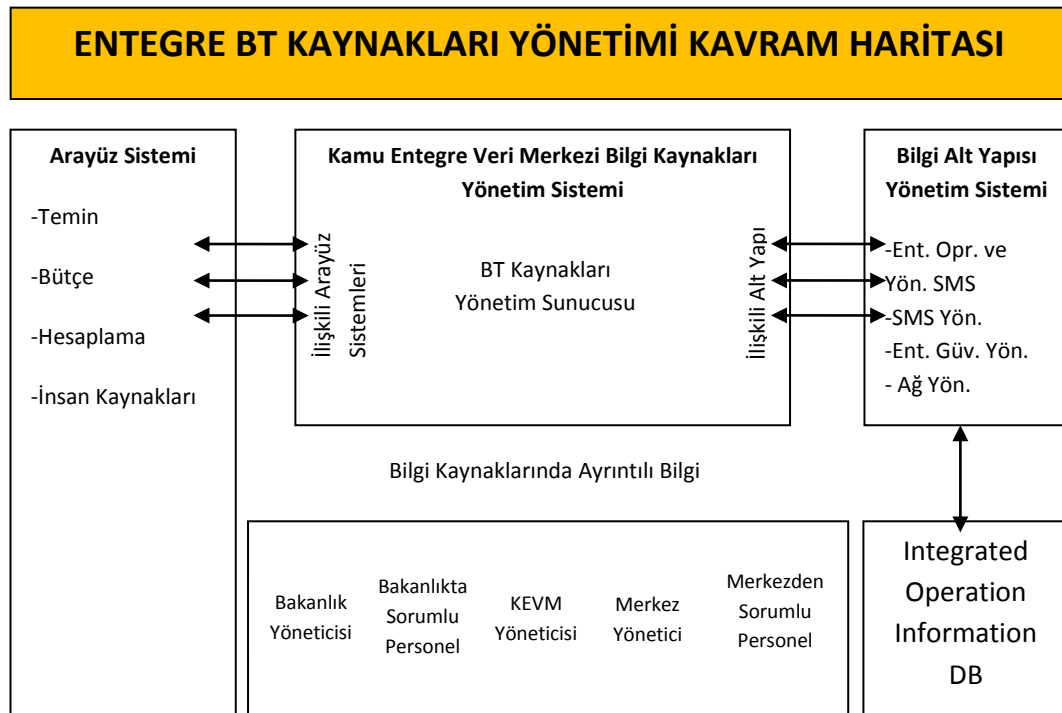 ENTEGRE BT KAYNAKLARI YÖNETİMİ KAVRAM HARİTASI
Arayüz Sistemi
-Temin
-Bütçe
-Hesaplama
-İnsan Kaynakları
Kamu Entegre Veri Merkezi Bilgi Kaynakları
Yönetim Sistemi
İlişkili Arayüz
Sistemleri
BT Kaynakları
Yönetim Sunucusu
İlişkili Alt Yapı
Bilgi Alt Yapısı
Yönetim Sistemi
-Ent. Opr. ve
Yön. SMS
-SMS Yön.
-Ent. Güv. Yön.
- Ağ Yön.
Bilgi Kaynaklarında Ayrıntılı Bilgi
Bakanlık
Yöneticisi
Bakanlıkta
Sorumlu
Personel
KEVM
Yöneticisi
Merkez
Yönetici
Merkezden
Sorumlu
Personel
Integrated
Operation
Information
DB